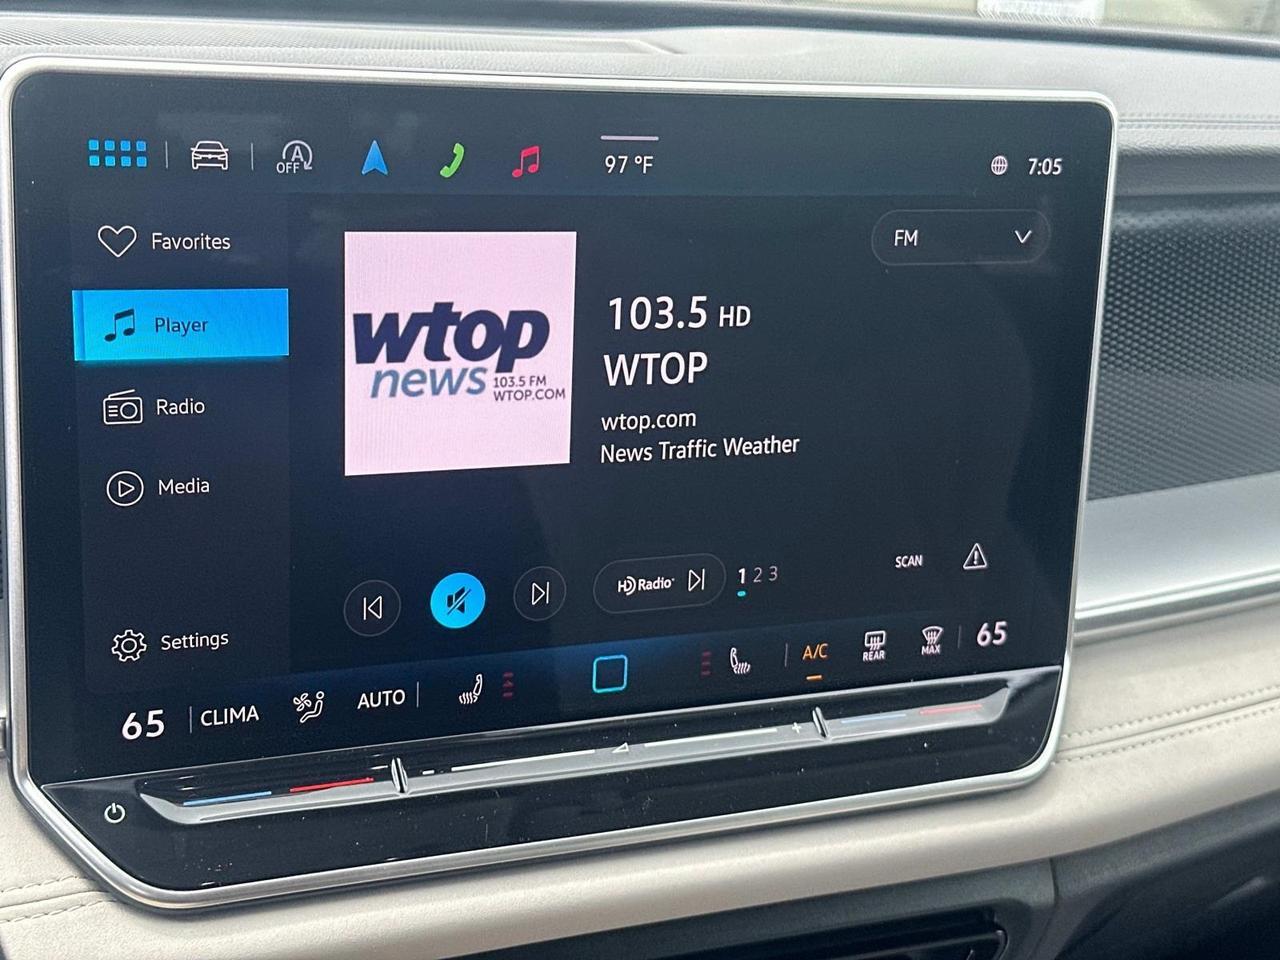 A
OFF
97 °F
7:05
Favorites
FM
Player
wtop
news 103.5 FM
WTOP.COM
103.5 HD
WTOP
wtop.com
News Traffic Weather
Radio
Media
HD Radio
1 2 3
SCAN
Settings
65
CLIMA
AUTO
A/C
REAR
MAX
65
- +